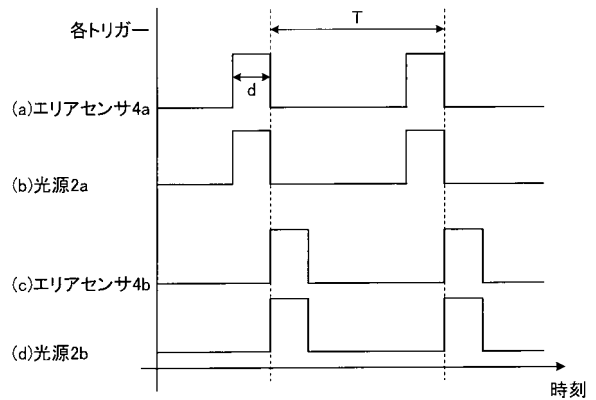 各トリガー
T
d
(a)エリアセンサ4a
(b)光源2a
(c)エリアセンサ4b
(d)光源2b
時刻